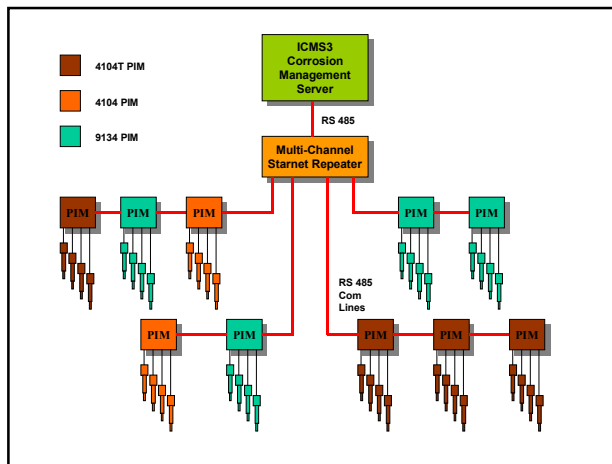 ICMS3
Corrosion
Management
Server
4104T PIM
4104 PIM
9134 PIM
RS 485
Multi-Channel
Starnet Repeater
PIM
PIM
PIM
PIM
PIM
RS 485
Com
Lines
PIM
PIM
PIM
PIM
PIM